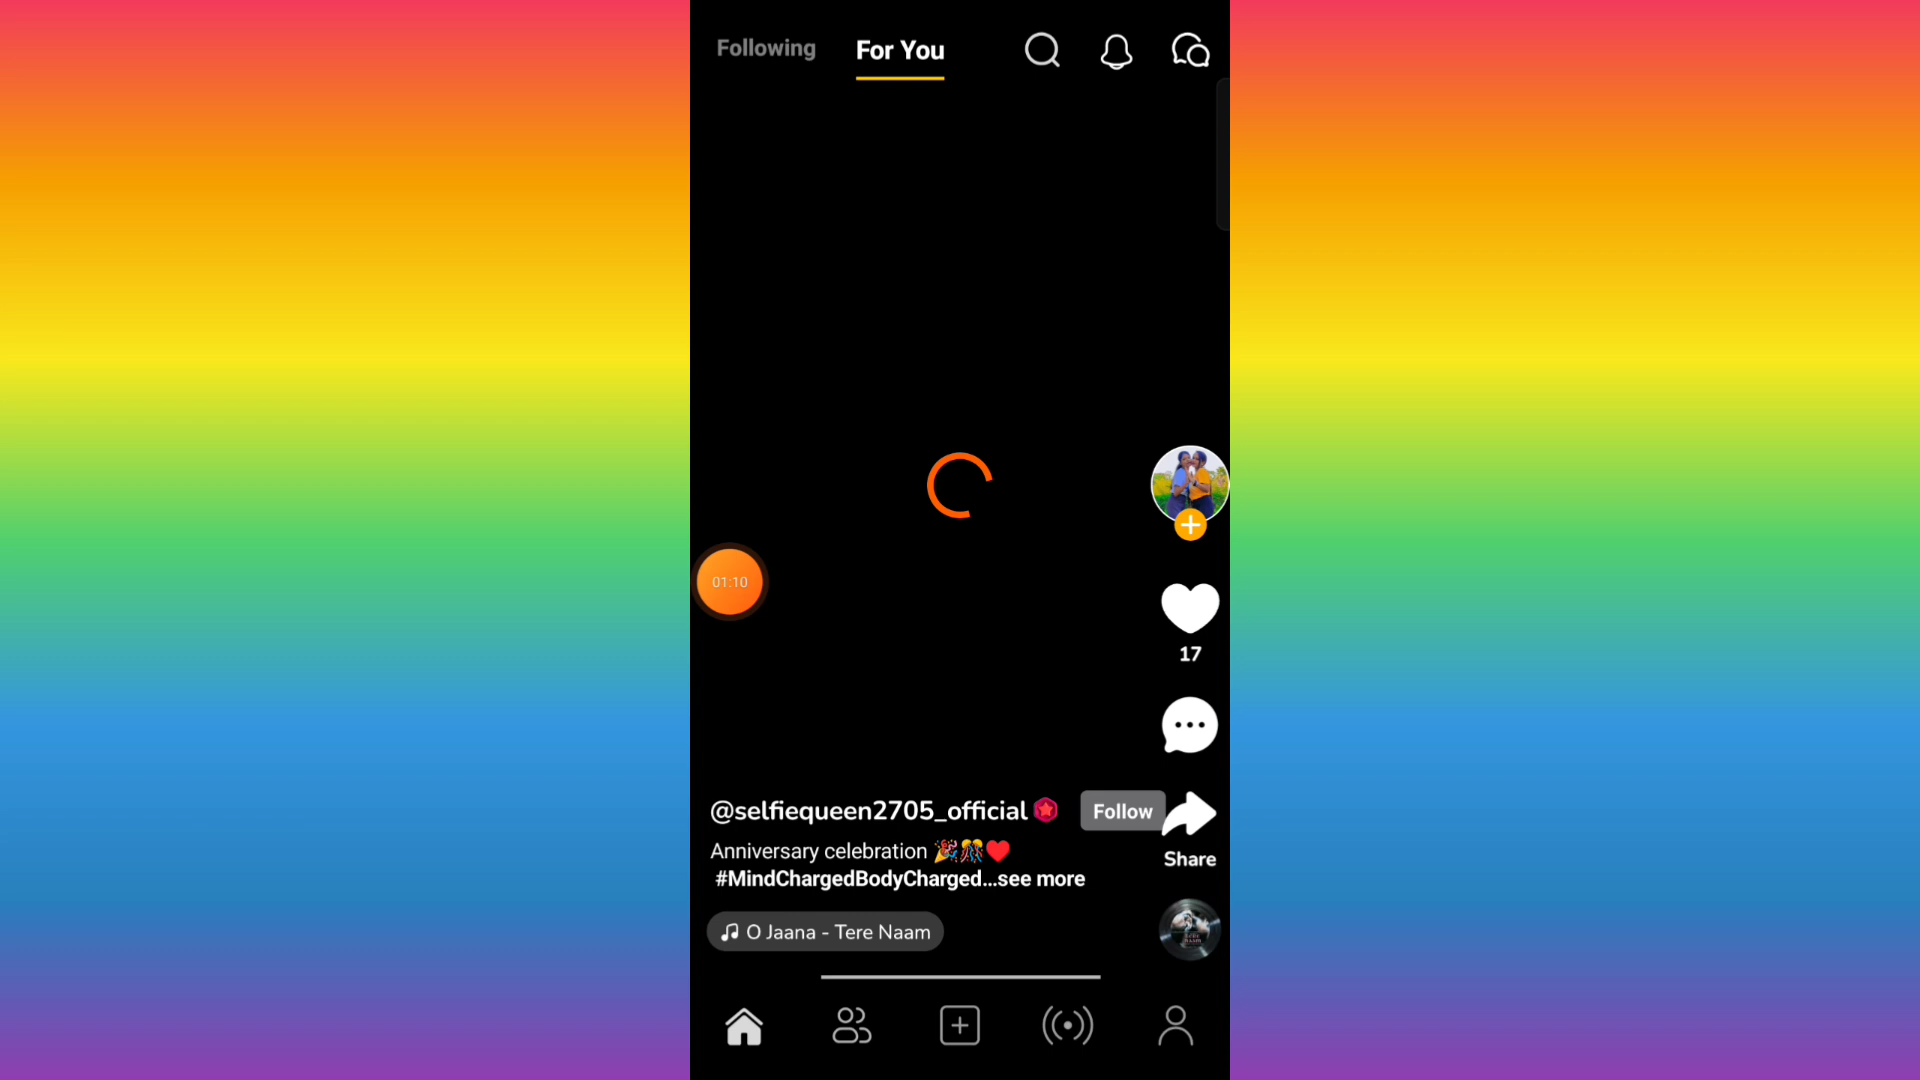 Following
For You
01:10
17
@selfiequeen2705_official
Follow
Anniversary celebration 🎉🎊♥️
#MindChargedBodyCharged...see more
Share
O Jaana - Tere Naam